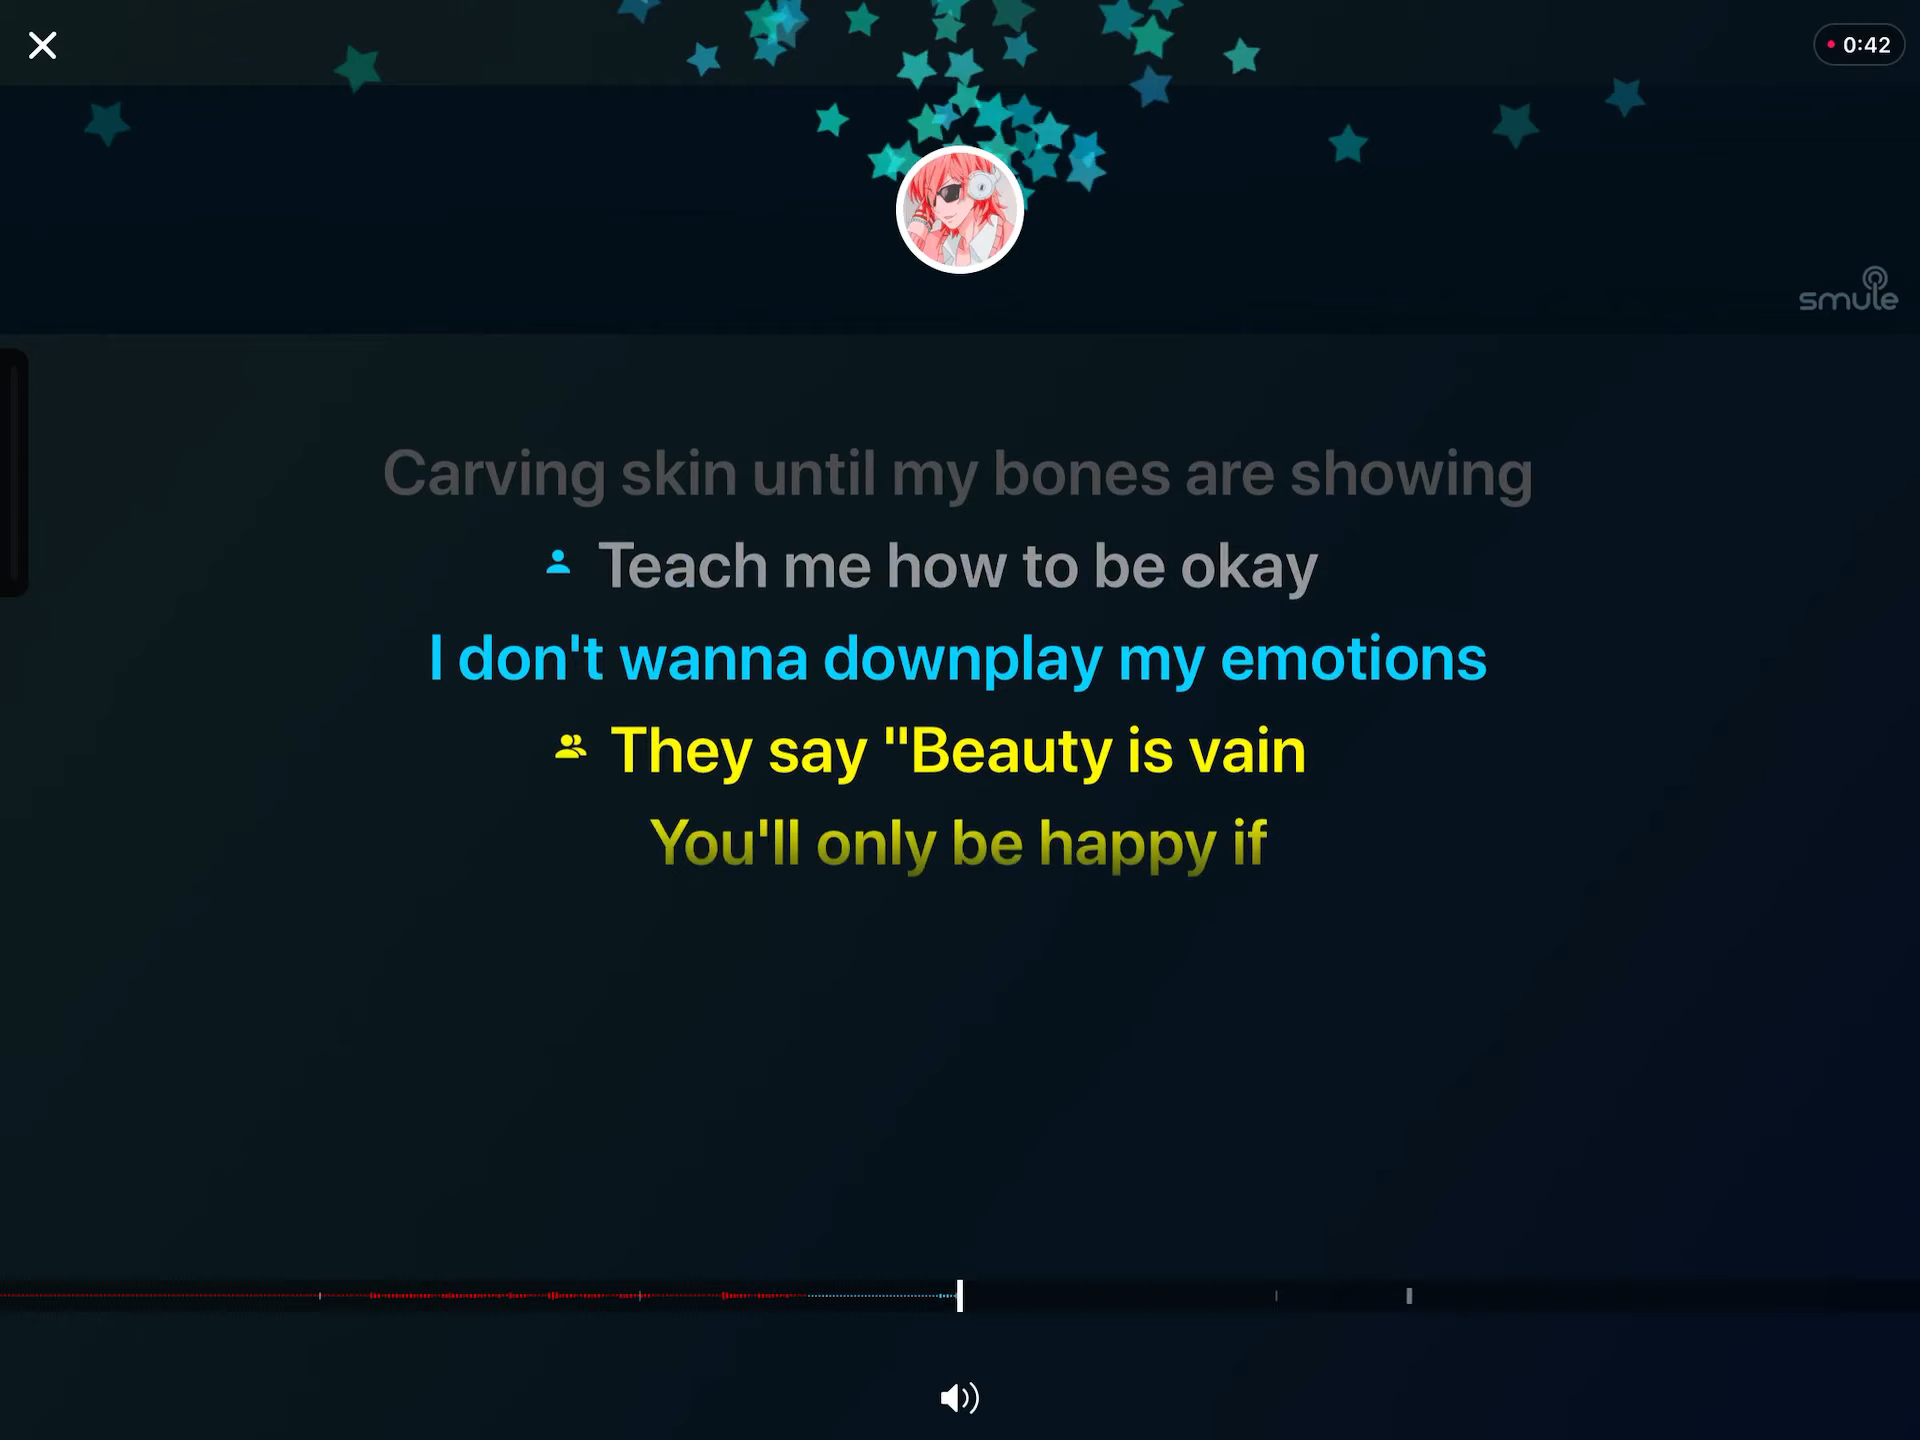 0:42
smule
Carving skin until my bones are showing
Teach me how to be okay
I don't wanna downplay my emotions
They say "Beauty is vain
You'll only be happy if